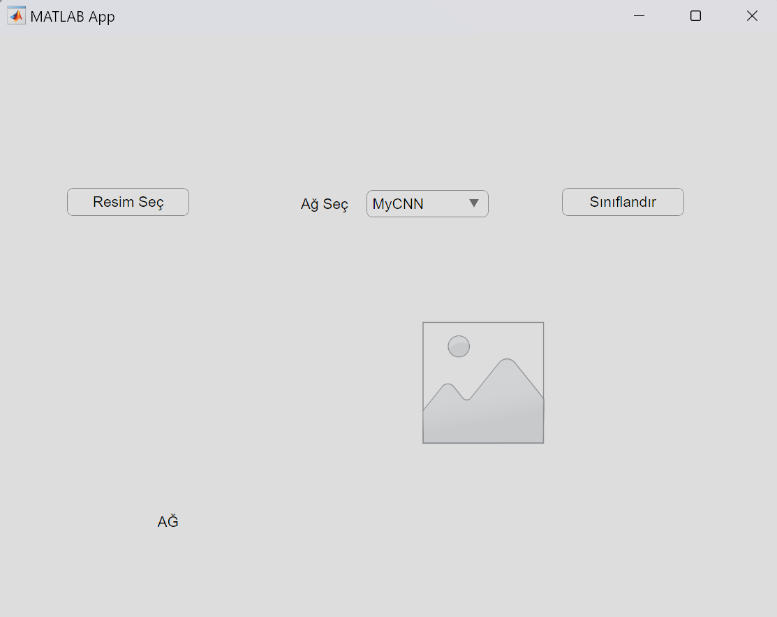 MATLAB App
Resim Seç
Ağ Seç
MyCNN
Sınıflandır
AĞ